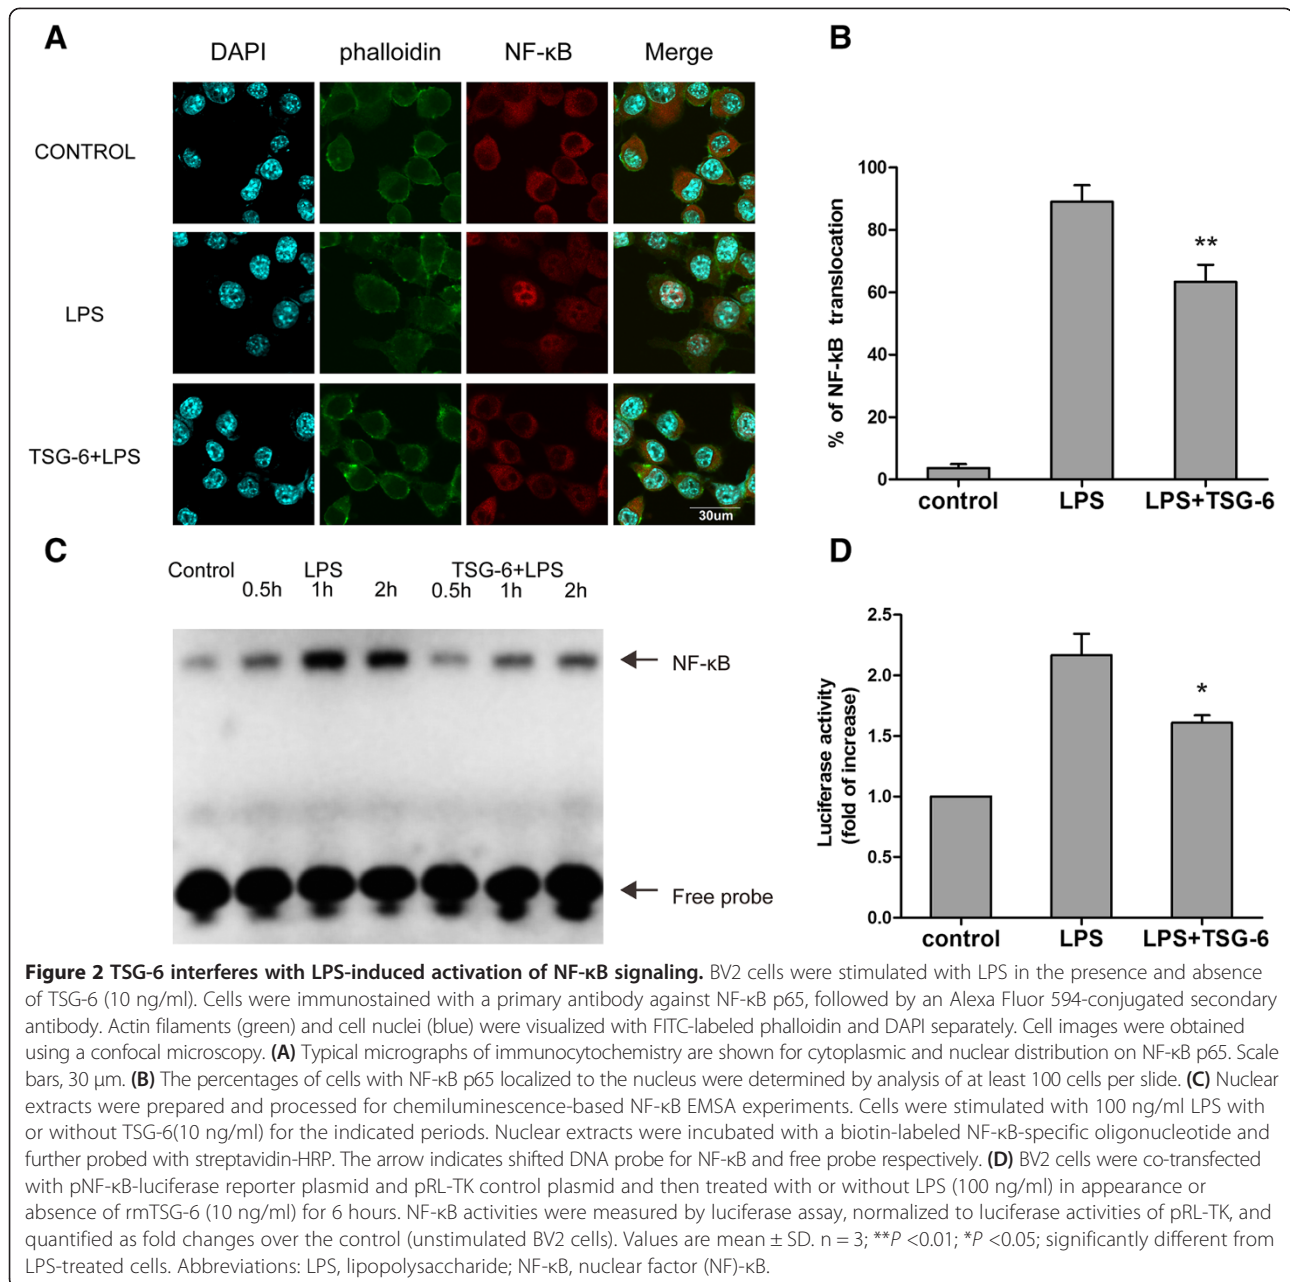 A
DAPI phalloidin NF-κB Merge
CONTROL
LPS
TSG-6+LPS
30um
B
% of NF-kB translocation
100
80
60
40
20
0
**
control LPS LPS+TSG-6
C
Control LPS TSG-6+LPS
0.5h 1h 2h 0.5h 1h 2h
NF-κB
Free probe
D
Luciferase activity
(fold of increase)
2.5
2.0
1.5
1.0
0.5
0.0
*
control LPS LPS+TSG-6
Figure 2 TSG-6 interferes with LPS-induced activation of NF-κB signaling. BV2 cells were stimulated with LPS in the presence and absence
of TSG-6 (10 ng/ml). Cells were immunostained with a primary antibody against NF-κB p65, followed by an Alexa Fluor 594-conjugated secondary
antibody. Actin filaments (green) and cell nuclei (blue) were visualized with FITC-labeled phalloidin and DAPI separately. Cell images were obtained
using a confocal microscopy. (A) Typical micrographs of immunocytochemistry are shown for cytoplasmic and nuclear distribution on NF-κB p65. Scale
bars, 30 μm. (B) The percentages of cells with NF-κB p65 localized to the nucleus were determined by analysis of at least 100 cells per slide. (C) Nuclear
extracts were prepared and processed for chemiluminescence-based NF-κB EMSA experiments. Cells were stimulated with 100 ng/ml LPS with
or without TSG-6(10 ng/ml) for the indicated periods. Nuclear extracts were incubated with a biotin-labeled NF-κB-specific oligonucleotide and
further probed with streptavidin-HRP. The arrow indicates shifted DNA probe for NF-κB and free probe respectively. (D) BV2 cells were co-transfected
with pNF-κB-luciferase reporter plasmid and pRL-TK control plasmid and then treated with or without LPS (100 ng/ml) in appearance or
absence of rmTSG-6 (10 ng/ml) for 6 hours. NF-κB activities were measured by luciferase assay, normalized to luciferase activities of pRL-TK, and
quantified as fold changes over the control (unstimulated BV2 cells). Values are mean ± SD. n = 3; **P <0.01; *P <0.05; significantly different from
LPS-treated cells. Abbreviations: LPS, lipopolysaccharide; NF-κB, nuclear factor (NF)-κB.